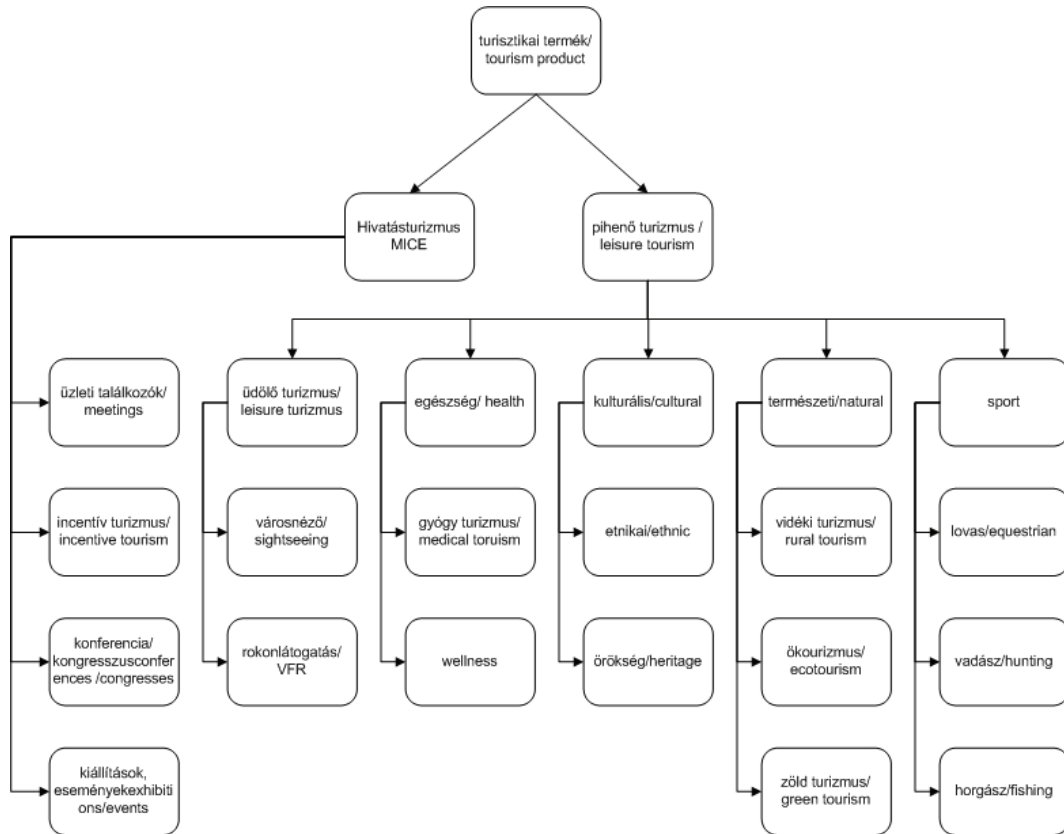 turisztikai termék/
tourism product
Hivatásturizmus
MICE
pihenő turizmus /
leisure tourism
üzleti találkozók/
meetings
üdölő turizmus/
leisure turizmus
egészség/ health
kulturális/cultural
természeti/natural
sport
incentív turizmus/
incentive tourism
városnéző/
sightseeing
gyógy turizmus/
medical toruism
etnikai/ethnic
vidéki turizmus/
rural tourism
lovas/equestrian
konferencia/
kongresszusconfer
ences /congresses
rokonlátogatás/
VFR
wellness
örökség/heritage
ökourizmus/
ecotourism
vadász/hunting
kiállítások,
eseményekexhibiti
ons/events
zöld turizmus/
green tourism
horgász/fishing